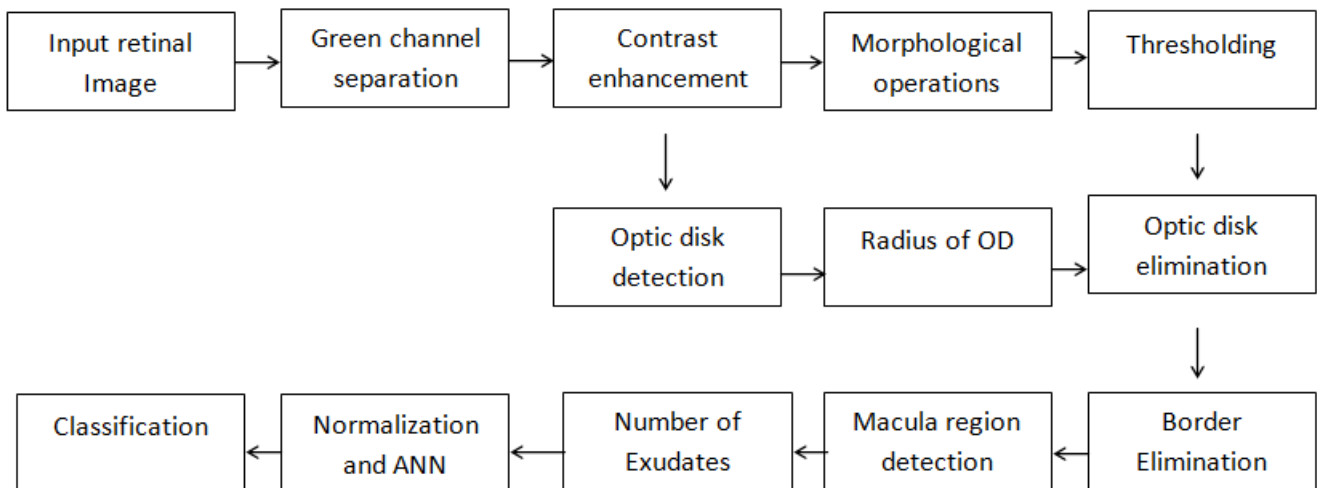 Input retinal
Image
Green channel
separation
Contrast
enhancement
Morphological
operations
Thresholding
Optic disk
detection
Radius of OD
Optic disk
elimination
Classification
Normalization
and ANN
Number of
Exudates
Macula region
detection
Border
Elimination